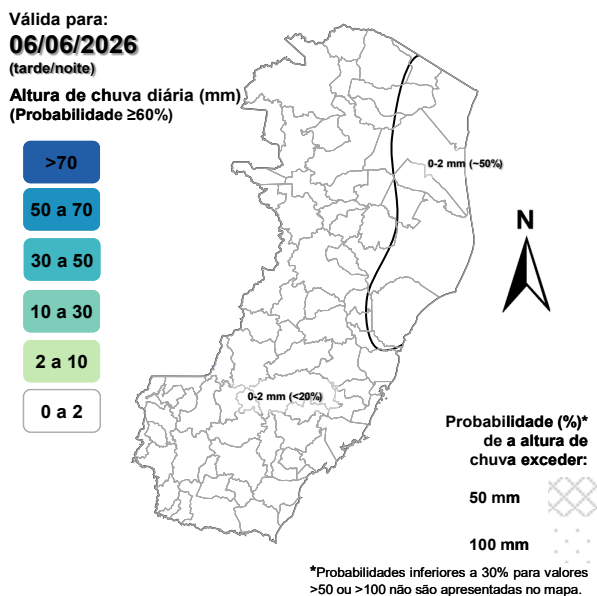 Válida para:
06/06/2026
(tarde/noite)
Altura de chuva diária (mm)
(Probabilidade ≥60%)
>70
50 a 70
30 a 50
10 a 30
2 a 10
0 a 2
0-2 mm (~50%)
N
0-2 mm (<20%)
Probabilidade (%)*
de a altura de
chuva exceder:
50 mm
100 mm
*Probabilidades inferiores a 30% para valores
>50 ou >100 não são apresentadas no mapa.